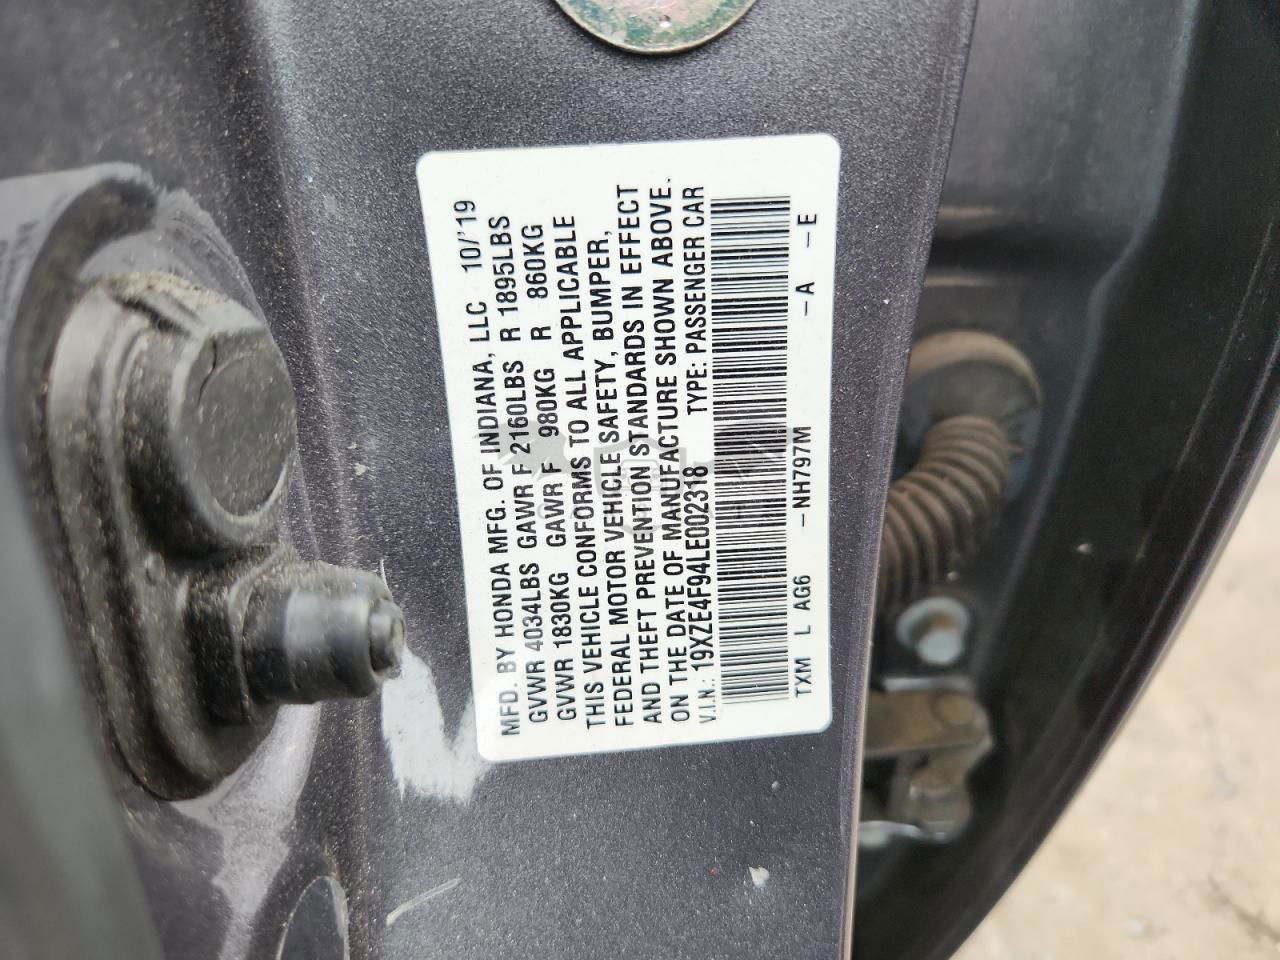 MFD. BY HONDA MFG. OF INDIANA, LLC 10/'19
GVWR 4034LBS GAWR F 2160LBS R 1895LBS
GVWR 1830KG GAWR F 980KG R 860KG
THIS VEHICLE CONFORMS TO ALL APPLICABLE
FEDERAL MOTOR VEHICLE SAFETY, BUMPER,
AND THEFT PREVENTION STANDARDS IN EFFECT
ON THE DATE OF MANUFACTURE SHOWN ABOVE.
V.I.N.: 19XZE4F94LE002318 TYPE: PASSENGER CAR
TXM L AG6 -NH797M -A -E